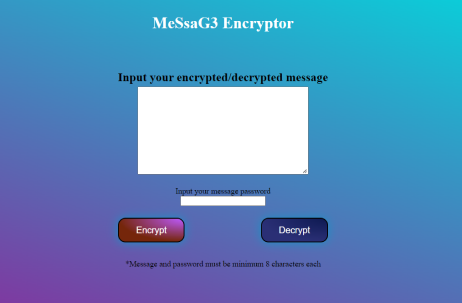 MeSsaG3 Encryptor
Input your encrypted/decrypted message
Input your message password
Encrypt Decrypt
*Message and password must be minimum 8 characters each